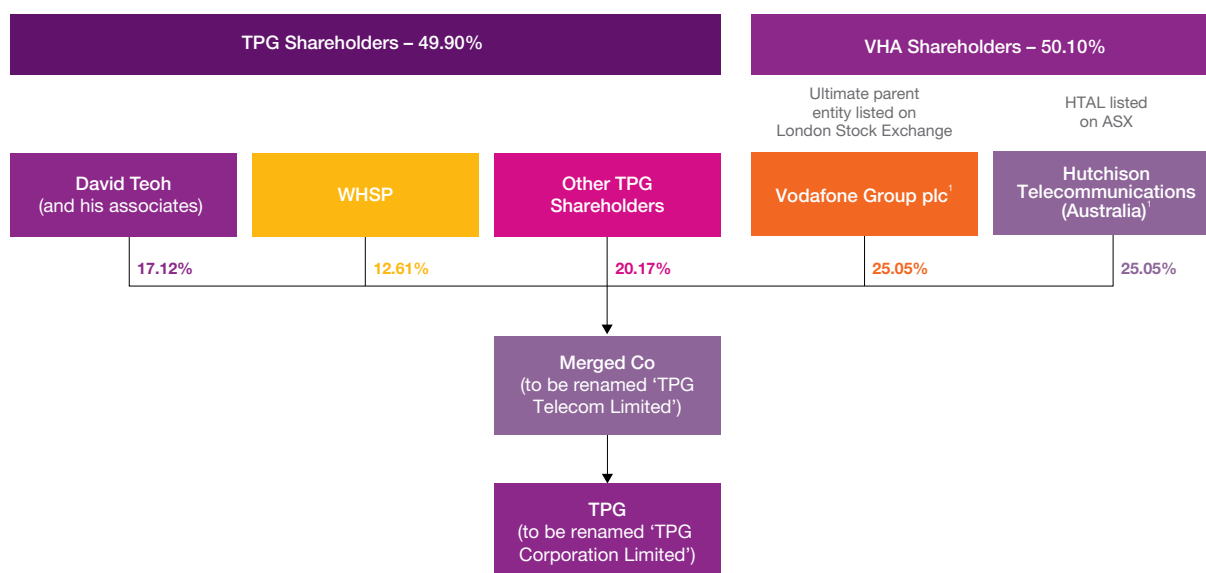 TPG Shareholders – 49.90%
VHA Shareholders – 50.10%
Ultimate parent
entity listed on
London Stock Exchange
HTAL listed
on ASX
David Teoh
(and his associates)
WHSP
Other TPG
Shareholders
Vodafone Group plc¹
Hutchison
Telecommunications
(Australia)¹
17.12%
12.61%
20.17%
25.05%
25.05%
Merged Co
(to be renamed ‘TPG
Telecom Limited’)
TPG
(to be renamed ‘TPG
Corporation Limited’)